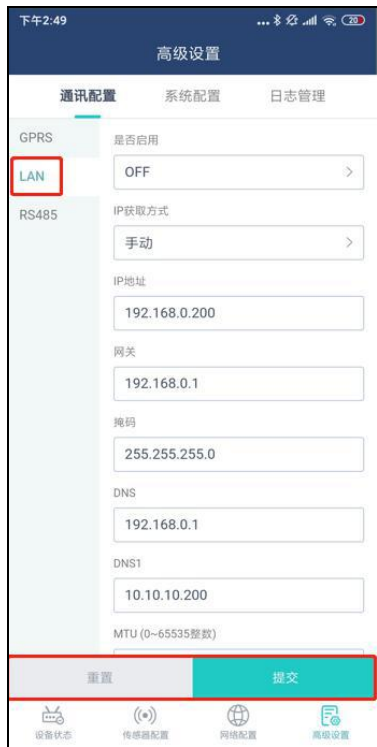 下午2:49
20
高级设置
通讯配置 系统配置 日志管理
GPRS
LAN
RS485
是否启用
OFF
IP获取方式
手动
IP地址
192.168.0.200
网关
192.168.0.1
掩码
255.255.255.0
DNS
192.168.0.1
DNS1
10.10.10.200
MTU (0~65535整数)
重置 提交
设备状态 传感器配置 网络配置 高级设置